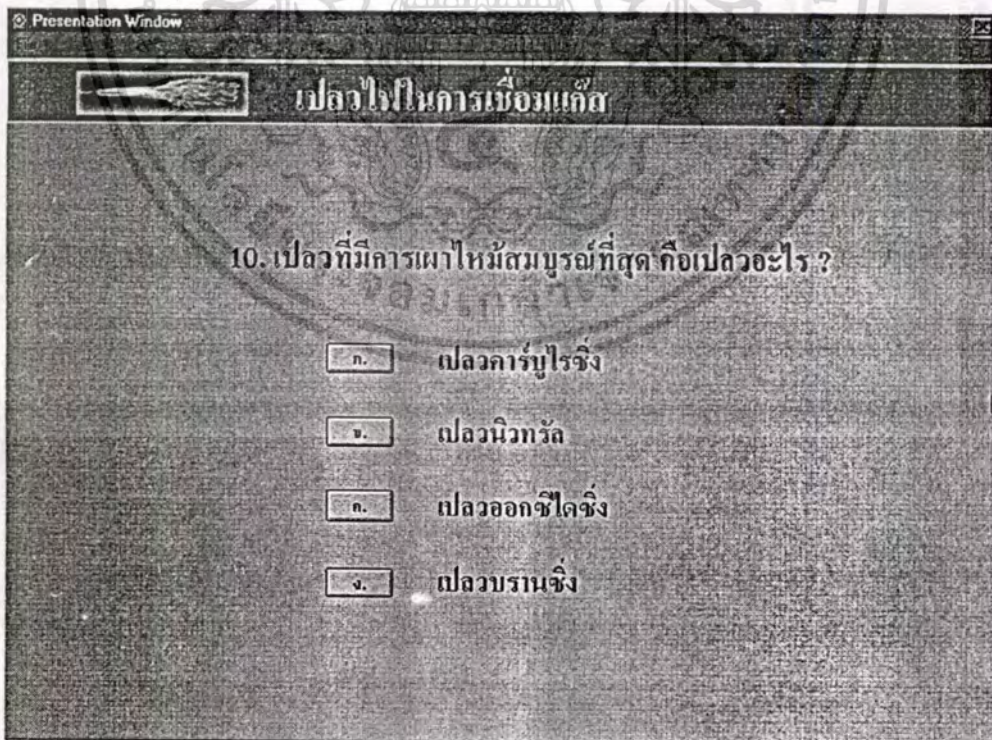 Presentation Window
เปลวไฟในการเชื่อมแก๊ส
10. เปลวที่มีการเผาไหม้สมบูรณ์ที่สุด คือเปลวอะไร ?
ก. เปลวคาร์บูไรซิ่ง
ข. เปลวนิวทรัล
ค. เปลวออกซิไดซิ่ง
ง. เปลวบรานซิ่ง